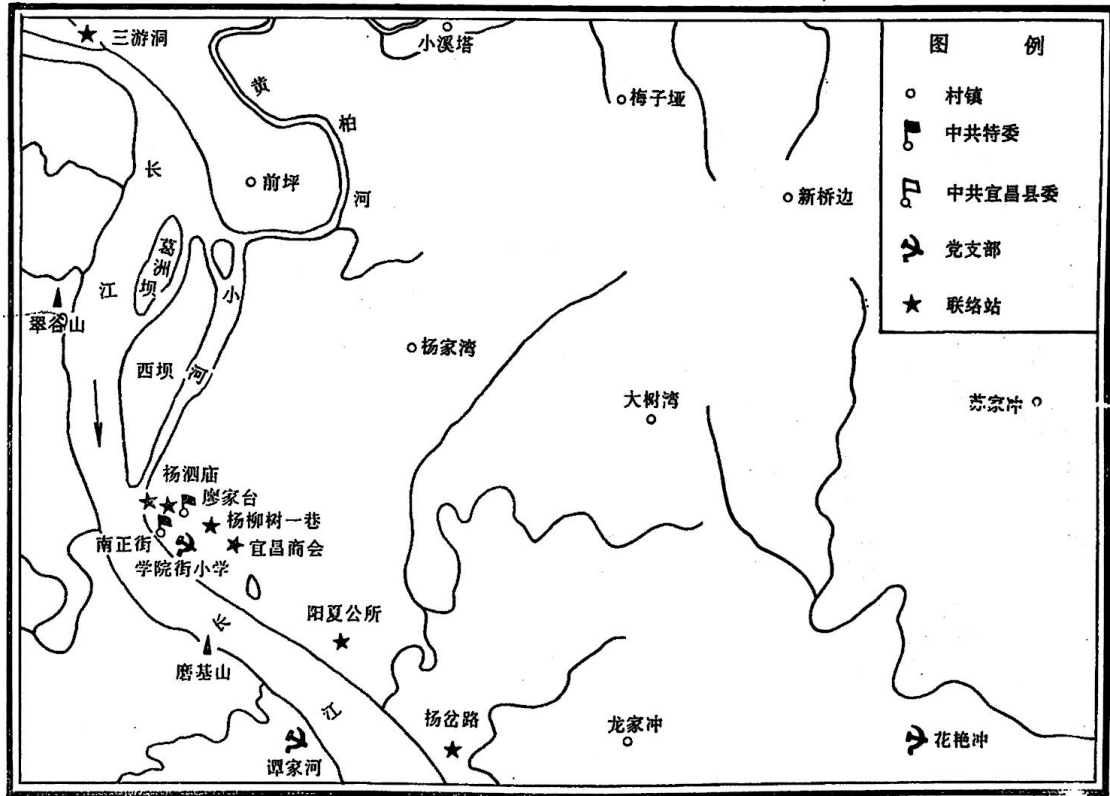 三游洞
小溪塔
黄柏河
梅子垭
前坪
长江
新桥边
葛洲坝
小河
翠谷山
西坝
杨家湾
大树湾
苏家冲
杨泗庙
廖家台
杨柳树一巷
南正街
宜昌商会
学院街小学
阳夏公所
长江
磨基山
杨岔路
龙家冲
花艳冲
谭家河
图 例
村镇
中共特委
中共宜昌县委
党支部
联络站